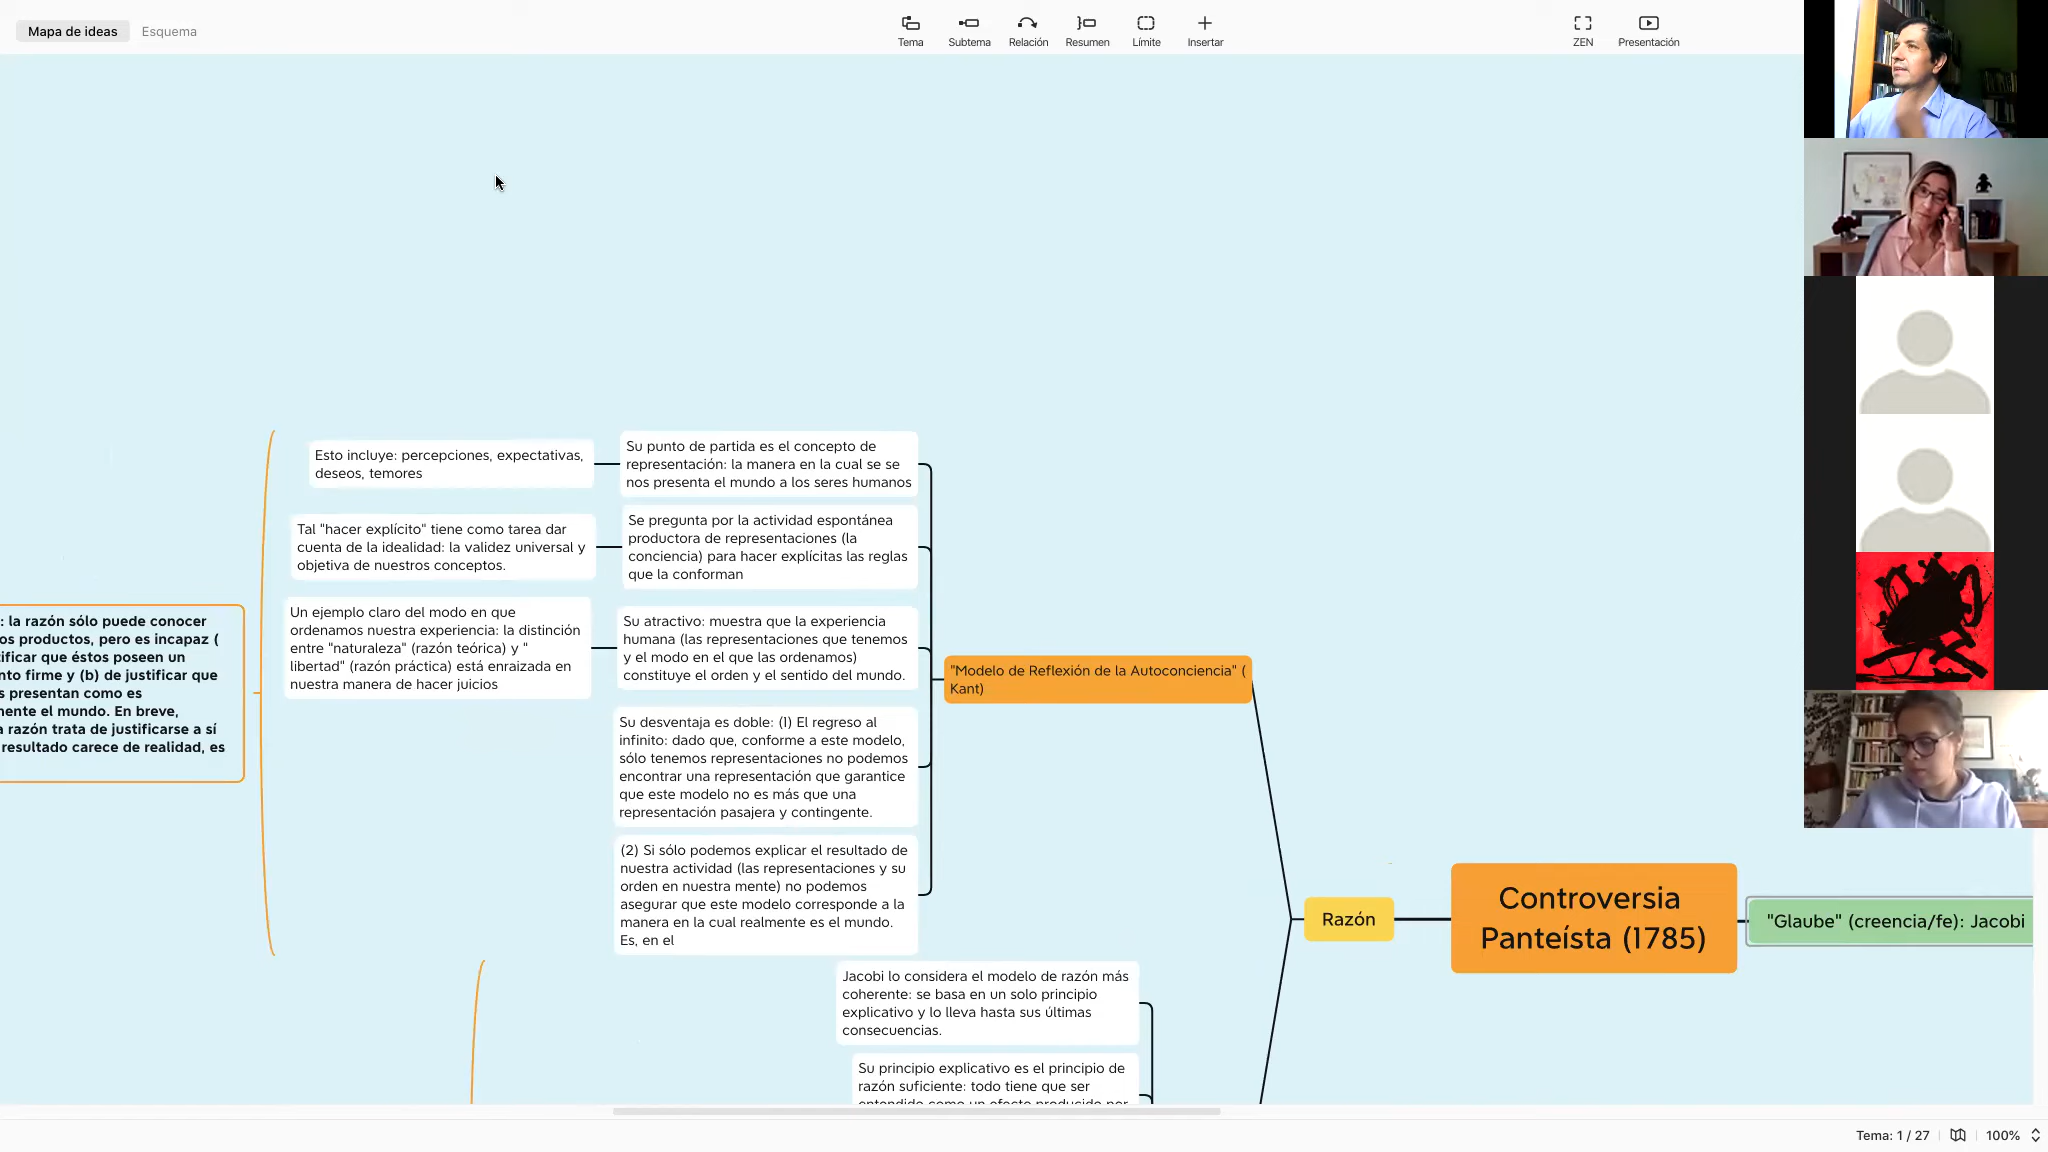 Mapa de ideas
Esquema
Tema
Subtema
Relación
Resumen
Límite
Insertar
ZEN
Presentación
Esto incluye: percepciones, expectativas,
deseos, temores
Su punto de partida es el concepto de
representación: la manera en la cual se se
nos presenta el mundo a los seres humanos
Tal "hacer explícito" tiene como tarea dar
cuenta de la idealidad: la validez universal y
objetiva de nuestros conceptos.
Se pregunta por la actividad espontánea
productora de representaciones (la
conciencia) para hacer explícitas las reglas
que la conforman
Un ejemplo claro del modo en que
ordenamos nuestra experiencia: la distinción
entre "naturaleza" (razón teórica) y "
libertad" (razón práctica) está enraizada en
nuestra manera de hacer juicios
Su atractivo: muestra que la experiencia
humana (las representaciones que tenemos
y el modo en el que las ordenamos)
constituye el orden y el sentido del mundo.
: la razón sólo puede conocer
os productos, pero es incapaz (
ificar que éstos poseen un
nto firme y (b) de justificar que
s presentan como es
mente el mundo. En breve,
a razón trata de justificarse a sí
resultado carece de realidad, es
"Modelo de Reflexión de la Autoconciencia" (
Kant)
Su desventaja es doble: (1) El regreso al
infinito: dado que, conforme a este modelo,
sólo tenemos representaciones no podemos
encontrar una representación que garantice
que este modelo no es más que una
representación pasajera y contingente.
(2) Si sólo podemos explicar el resultado de
nuestra actividad (las representaciones y su
orden en nuestra mente) no podemos
asegurar que este modelo corresponde a la
manera en la cual realmente es el mundo.
Es, en el
Razón
Controversia
Panteísta (1785)
"Glaube" (creencia/fe): Jacobi
Jacobi lo considera el modelo de razón más
coherente: se basa en un solo principio
explicativo y lo lleva hasta sus últimas
consecuencias.
Su principio explicativo es el principio de
razón suficiente: todo tiene que ser
entendido como un efecto producido por
Tema: 1 / 27
100%